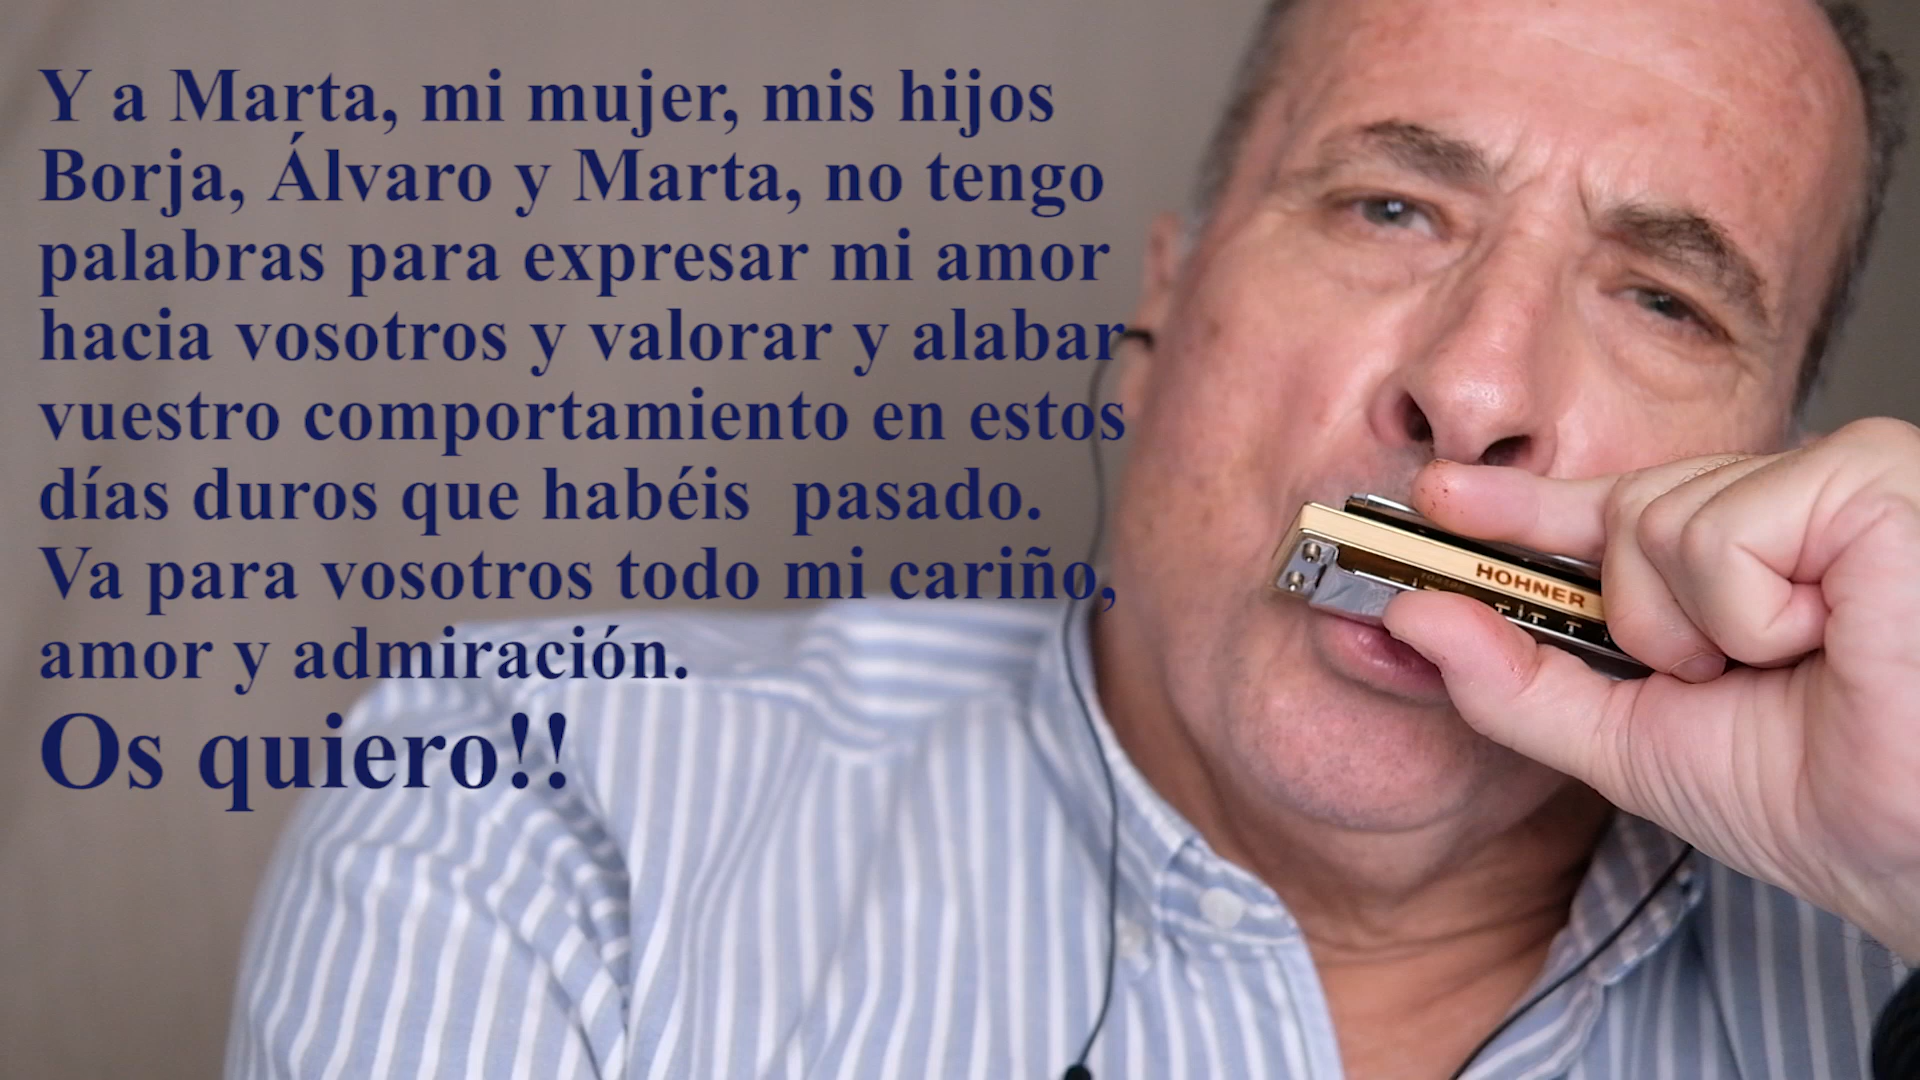 Y a Marta, mi mujer, mis hijos
Borja, Álvaro y Marta, no tengo
palabras para expresar mi amor
hacia vosotros y valorar y alabar
vuestro comportamiento en estos
días duros que habéis  pasado.
Va para vosotros todo mi cariño,
amor y admiración.
Os quiero!!
HOHNER